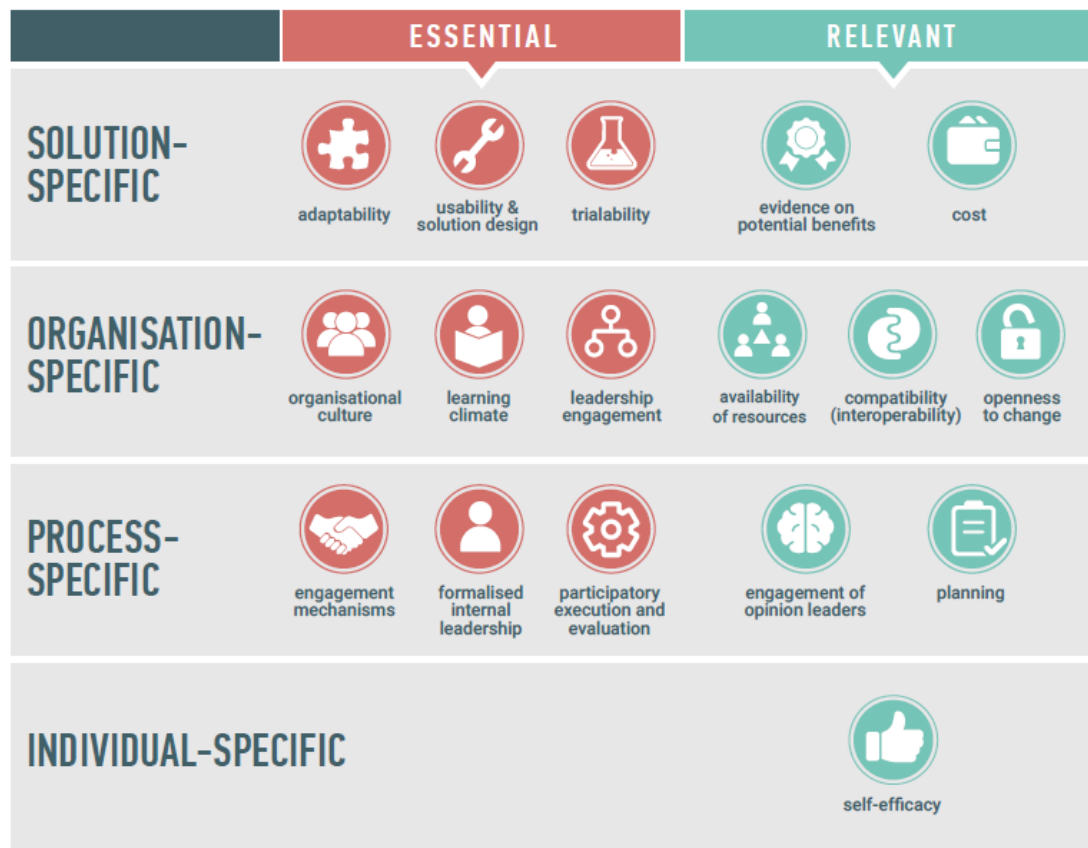 ESSENTIAL
RELEVANT
SOLUTION-
SPECIFIC
adaptability
usability &
solution design
trialability
evidence on
potential benefits
cost
ORGANISATION-
SPECIFIC
organisational
culture
learning
climate
leadership
engagement
availability
of resources
compatibility
(interoperability)
openness
to change
PROCESS-
SPECIFIC
engagement
mechanisms
formalised
internal
leadership
participatory
execution and
evaluation
engagement of
opinion leaders
planning
INDIVIDUAL-SPECIFIC
self-efficacy